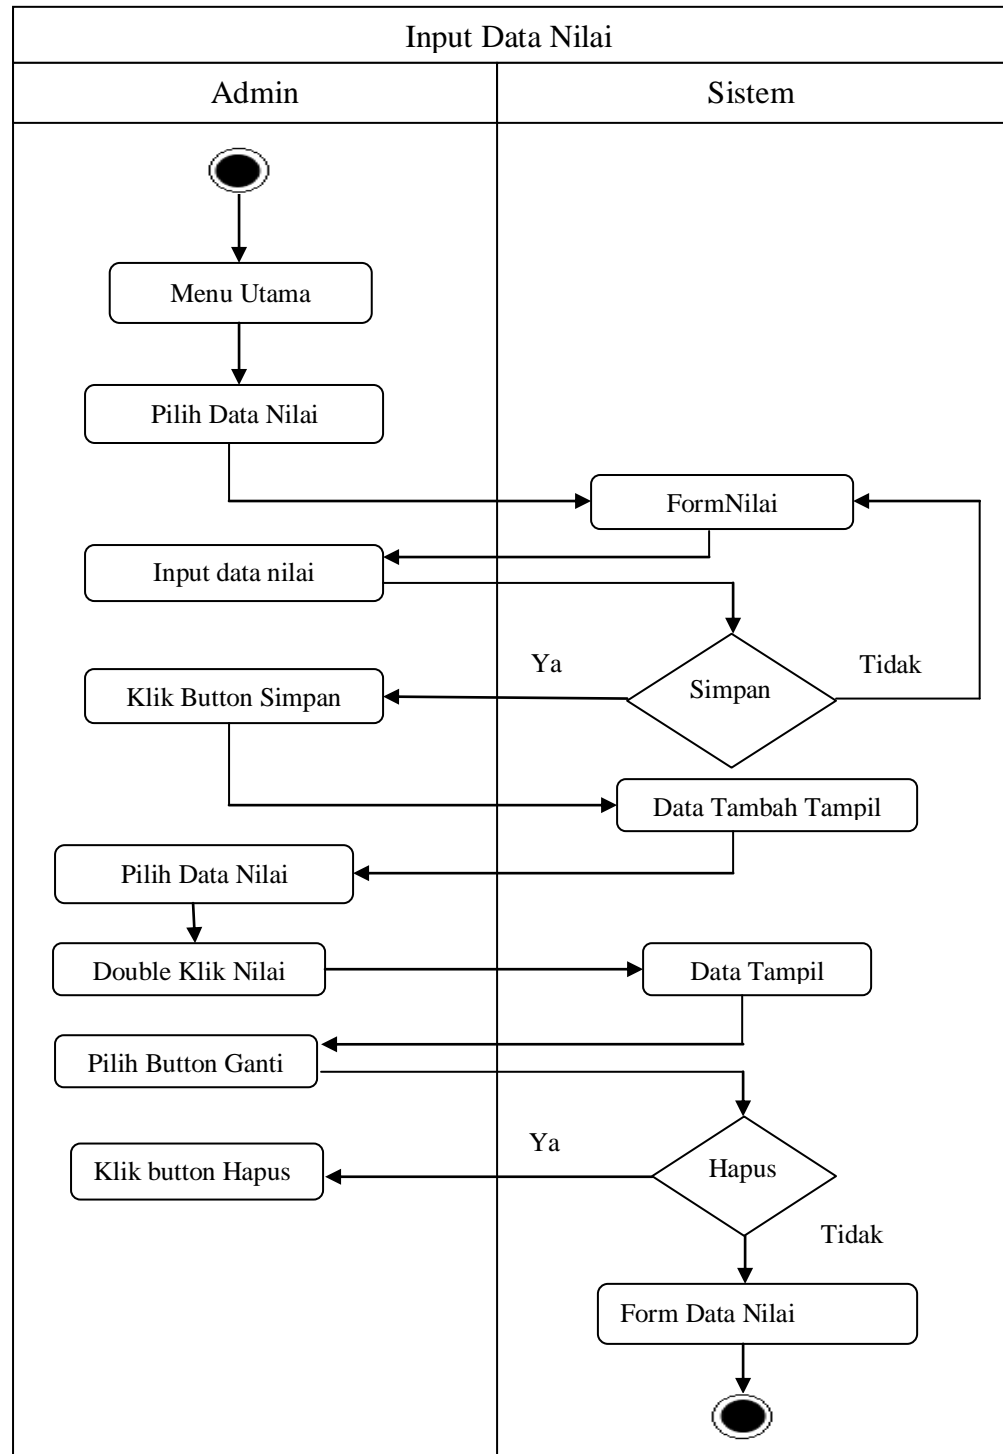 Input Data Nilai
Admin
Sistem
Menu Utama
Pilih Data Nilai
FormNilai
Input data nilai
Ya
Tidak
Simpan
Klik Button Simpan
Data Tambah Tampil
Pilih Data Nilai
Double Klik Nilai
Data Tampil
Pilih Button Ganti
Ya
Hapus
Klik button Hapus
Tidak
Form Data Nilai